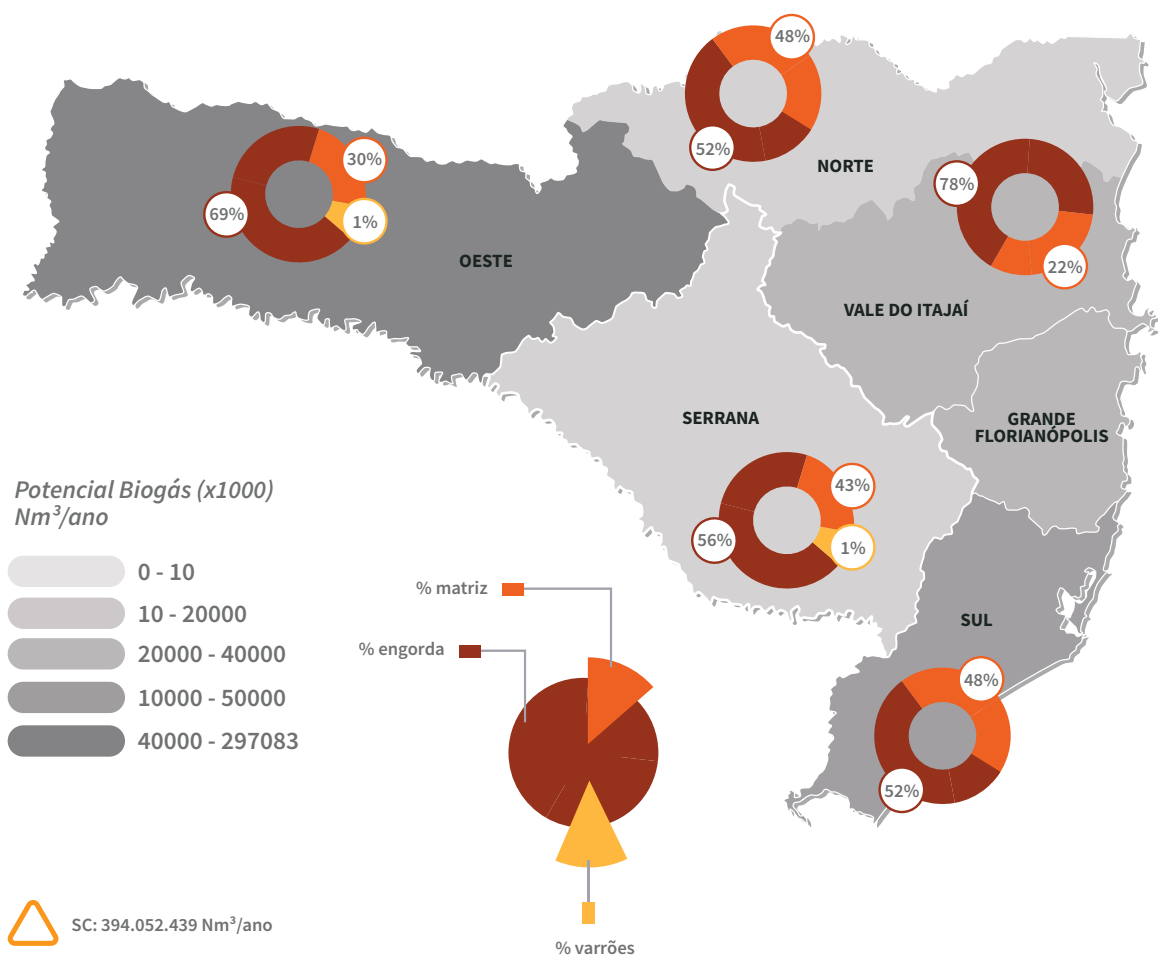 48%
52%
NORTE
30%
69%
1%
OESTE
78%
22%
VALE DO ITAJAÍ
SERRANA
GRANDE
FLORIANÓPOLIS
43%
56%
1%
SUL
48%
52%
Potencial Biogás (x1000)
Nm³/ano
0 - 10
10 - 20000
20000 - 40000
10000 - 50000
40000 - 297083
% matriz
% engorda
% varrões
SC: 394.052.439 Nm³/ano